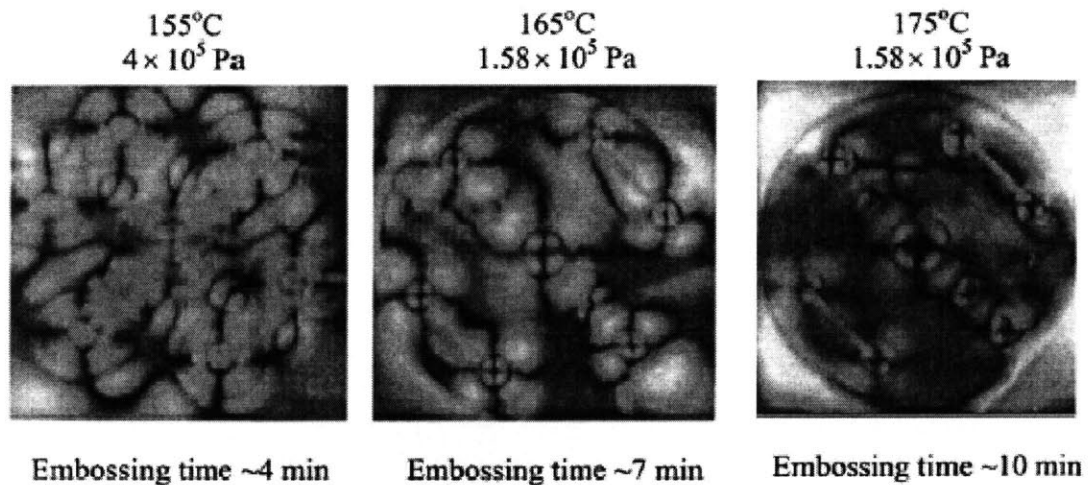 155°C
4 × 10⁵ Pa
165°C
1.58 × 10⁵ Pa
175°C
1.58 × 10⁵ Pa
Embossing time ~4 min
Embossing time ~7 min
Embossing time ~10 min